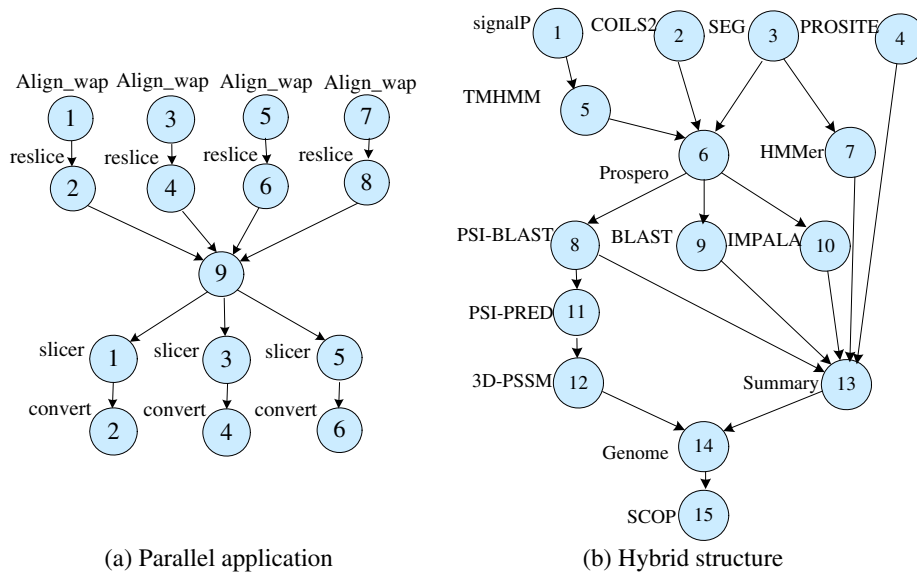 Align_wap Align_wap Align_wap Align_wap
1 3 5 7
reslice reslice reslice reslice
2 4 6 8
9
slicer slicer slicer
1 3 5
convert convert convert
2 4 6
(a) Parallel application
signalP COILS2 SEG PROSITE
1 2 3 4
TMHMM 5
6 HMMer 7
Prospero
PSI-BLAST 8 BLAST 9 IMPALA 10
PSI-PRED 11
3D-PSSM 12 Summary 13
Genome 14
SCOP 15
(b) Hybrid structure